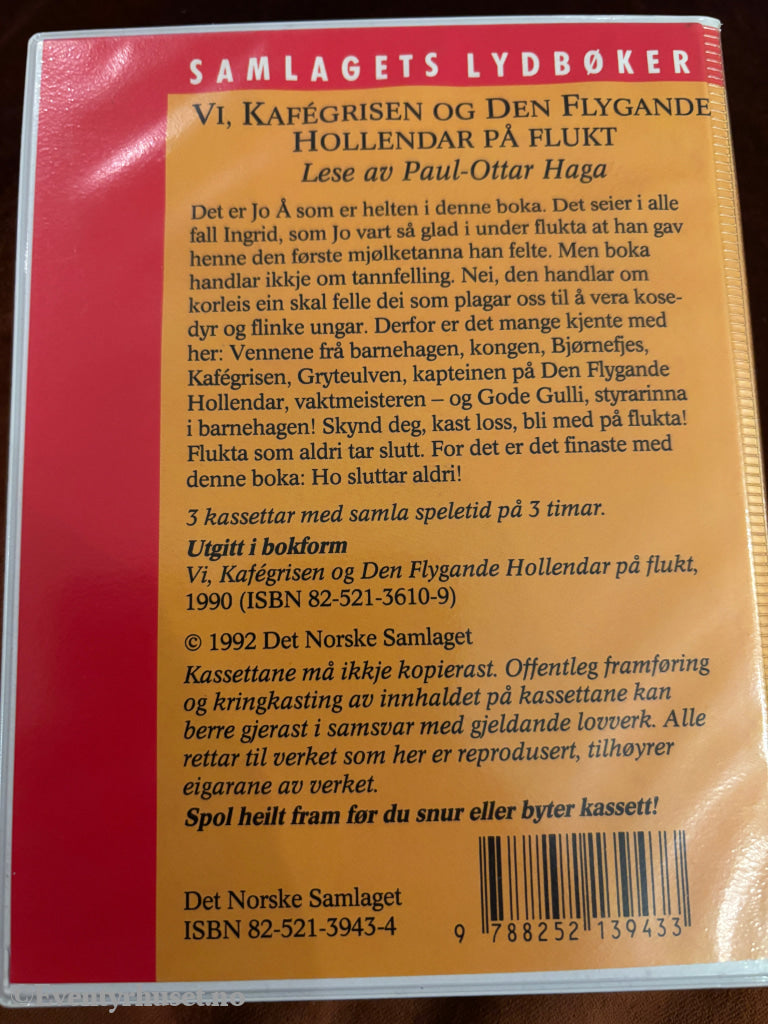 SAMLAGETS LYDBØKER
VI, KAFÉGRISEN OG DEN FLYGANDE
HOLLENDAR PÅ FLUKT
Lese av Paul-Ottar Haga
Det er Jo Å som er helten i denne boka. Det seier i alle
fall Ingrid, som Jo vart så glad i under flukta at han gav
henne den første mjølketanna han felte. Men boka
handlar ikkje om tannfelling. Nei, den handlar om
korleis ein skal felle dei som plagar oss til å vera kose-
dyr og flinke ungar. Derfor er det mange kjente med
her: Vennene frå barnehagen, kongen, Bjørnefjes,
Kafégrisen, Gryteulven, kapteinen på Den Flygande
Hollendar, vaktmeisteren – og Gode Gulli, styrarinna
i barnehagen! Skynd deg, kast loss, bli med på flukta!
Flukta som aldri tar slutt. For det er det finaste med
denne boka: Ho sluttar aldri!
3 kassettar med samla speletid på 3 timar.
Utgitt i bokform
Vi, Kafégrisen og Den Flygande Hollendar på flukt,
1990 (ISBN 82-521-3610-9)
© 1992 Det Norske Samlaget
Kassettane må ikkje kopierast. Offentleg framføring
og kringkasting av innhaldet på kassettane kan
berre gjerast i samsvar med gjeldande lovverk. Alle
rettar til verket som her er reprodusert, tilhøyrer
eigarane av verket.
Spol heilt fram før du snur eller byter kassett!
Det Norske Samlaget
ISBN 82-521-3943-4
9 788252 139433
©Eventyrhuset.no